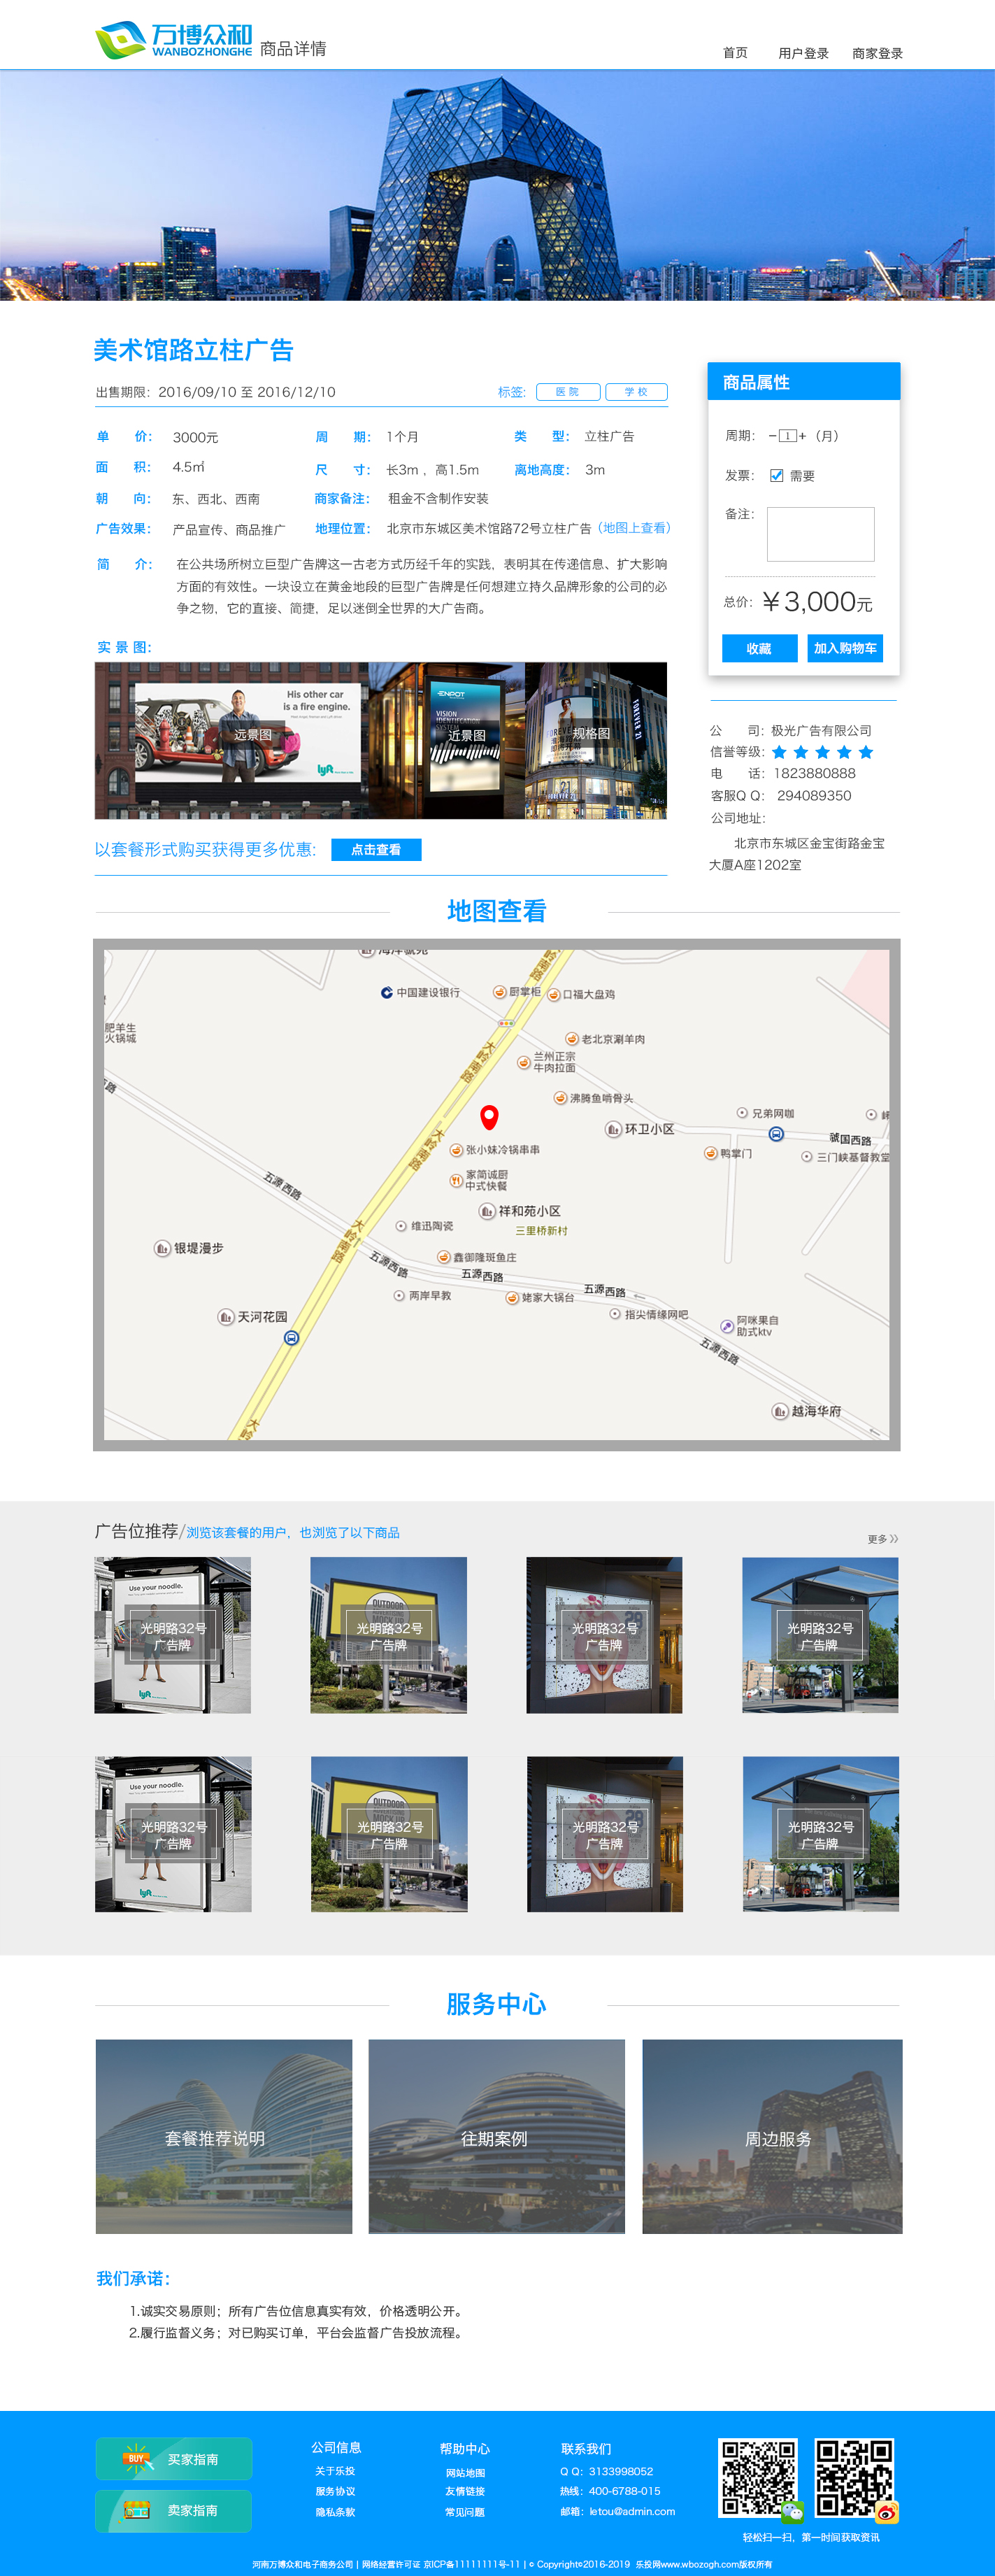 万博众和
WANBOZHONGHE
商品详情
首页 用户登录 商家登录
美术馆路立柱广告
出售期限：2016/09/10 至 2016/12/10 标签: 医院 学校
单 价： 3000元 周 期： 1个月 类 型： 立柱广告
面 积： 4.5㎡ 尺 寸： 长3m ，高1.5m 离地高度： 3m
朝 向： 东、西北、西南 商家备注： 租金不含制作安装
广告效果： 产品宣传、商品推广 地理位置： 北京市东城区美术馆路72号立柱广告（地图上查看）
简 介： 在公共场所树立巨型广告牌这一古老方式历经千年的实践，表明其在传递信息、扩大影响
方面的有效性。一块设立在黄金地段的巨型广告牌是任何想建立持久品牌形象的公司的必
争之物，它的直接、简捷，足以迷倒全世界的大广告商。
实 景 图：
His other car
is a fire engine.
远景图
lyft
ENPOT
VISION
IDENTIFICATION
SYSTEM
近景图
FOREVER 21
FOREVER
规格图
以套餐形式购买获得更多优惠: 点击查看
商品属性
周期： − 1 + （月）
发票： 需要
备注：
总价：￥3,000元
收藏 加入购物车
公 司：极光广告有限公司
信誉等级：
电 话：1823880888
客服Q Q： 294089350
公司地址：
北京市东城区金宝街路金宝
大厦A座1202室
地图查看
中国建设银行
厨掌柜
口福大盘鸡
大岭南路
肥羊生
火锅城
老北京涮羊肉
兰州正宗
牛肉拉面
大岭南路
沸腾鱼啃骨头
兄弟网咖
环卫小区
虢国西路
大岭南路
张小妹冷锅串串
鸭掌门
三门峡基督教堂
家简诚厨
中式快餐
五源西路
祥和苑小区
维迅陶瓷
三里桥新村
大岭南路
银堤漫步
鑫御隆斑鱼庄
五源西路
五源西路
五源西路
两岸早教
姥家大锅台
天河花园
指尖情缘网吧
阿咪果自
助式ktv
五源西路
越海华府
大岭
广告位推荐/浏览该套餐的用户，也浏览了以下商品
更多
Use your noodle.
光明路32号
广告牌
lyft
OUTDOOR
MOCKUP
光明路32号
广告牌
29
光明路32号
广告牌
光明路32号
广告牌
Use your noodle.
光明路32号
广告牌
lyft
OUTDOOR
MOCKUP
光明路32号
广告牌
29
光明路32号
广告牌
光明路32号
广告牌
服务中心
套餐推荐说明 往期案例 周边服务
我们承诺：
1.诚实交易原则；所有广告位信息真实有效，价格透明公开。
2.履行监督义务；对已购买订单，平台会监督广告投放流程。
BUY 买家指南
卖家指南
公司信息
关于乐投
服务协议
隐私条款
帮助中心
网站地图
友情链接
常见问题
联系我们
Q Q：3133998052
热线：400-6788-015
邮箱：letou@admin.com
轻松扫一扫，第一时间获取资讯
河南万博众和电子商务公司 | 网络经营许可证 京ICP备11111111号-11 | © Copyright©2016-2019 乐投网www.wbozogh.com版权所有